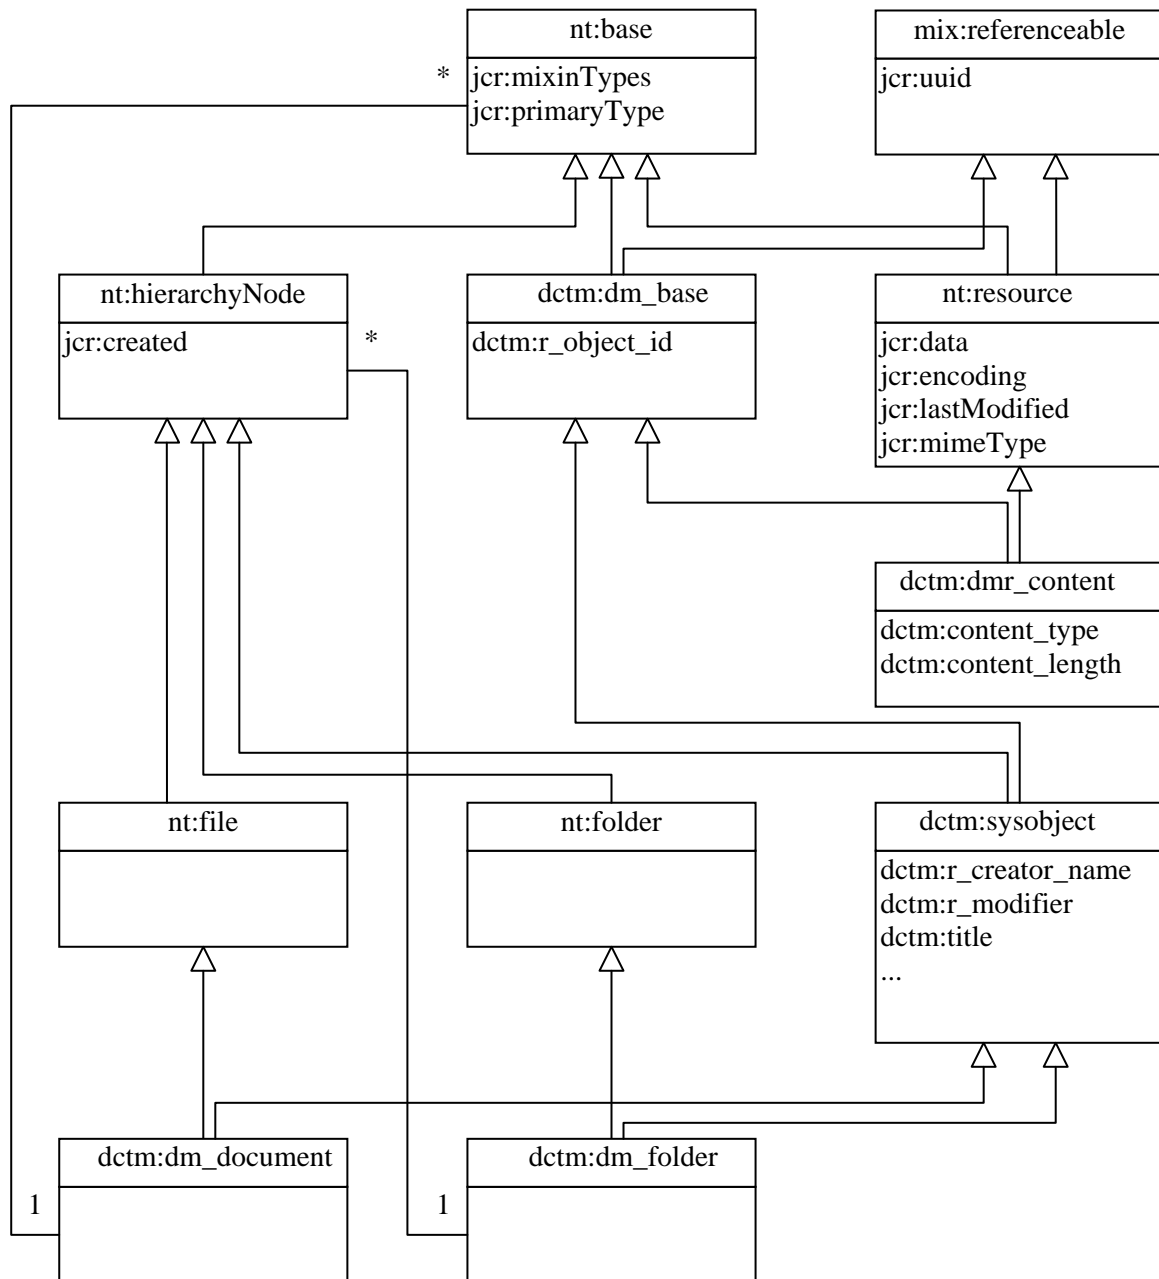 nt:base
mix:referenceable
*
jcr:mixinTypes
jcr:primaryType
jcr:uuid
nt:hierarchyNode
dctm:dm_base
nt:resource
jcr:created
*
dctm:r_object_id
jcr:data
jcr:encoding
jcr:lastModified
jcr:mimeType
dctm:dmr_content
dctm:content_type
dctm:content_length
nt:file
nt:folder
dctm:sysobject
dctm:r_creator_name
dctm:r_modifier
dctm:title
...
dctm:dm_document
dctm:dm_folder
1
1